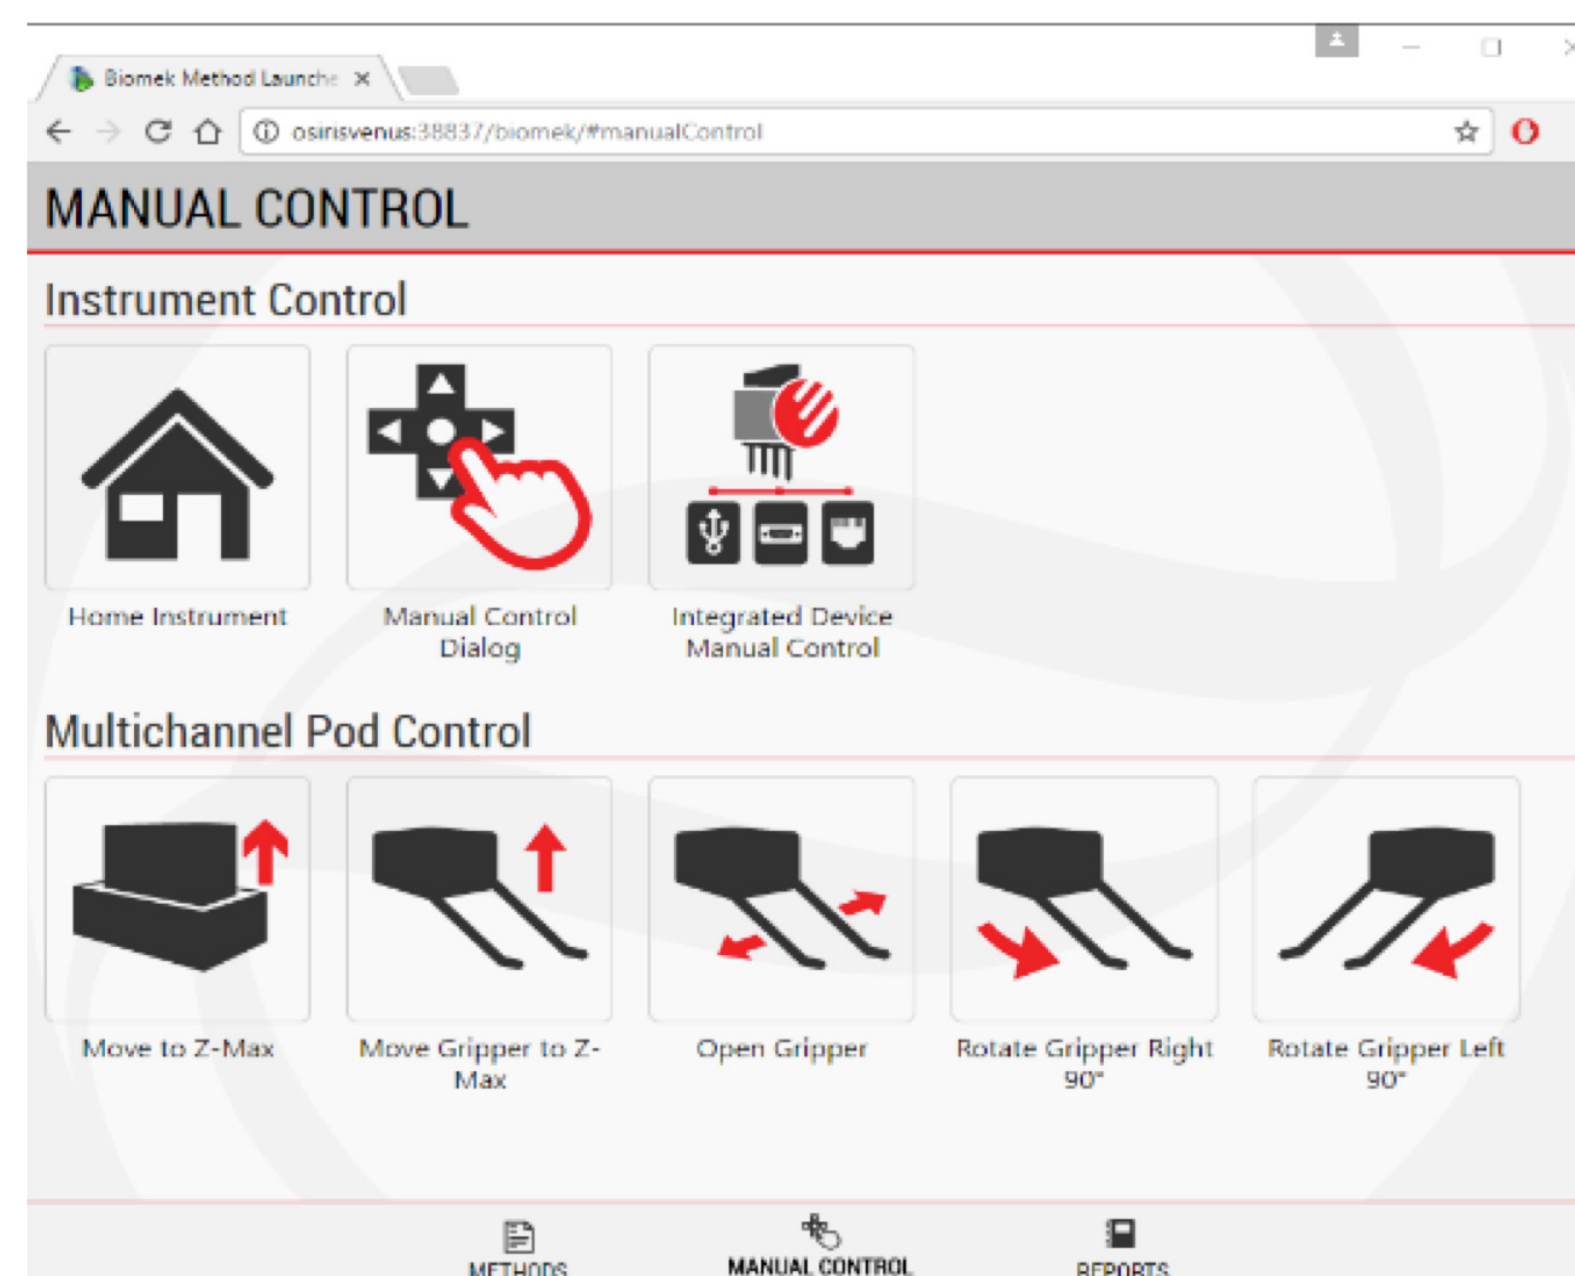 Biomek Method Launche
osirisvenus:38837/biomek/#manualControl
MANUAL CONTROL
Instrument Control
Home Instrument
Manual Control
Dialog
Integrated Device
Manual Control
Multichannel Pod Control
Move to Z-Max
Move Gripper to Z-
Max
Open Gripper
Rotate Gripper Right
90°
Rotate Gripper Left
90°
METHODS
MANUAL CONTROL
REPORTS